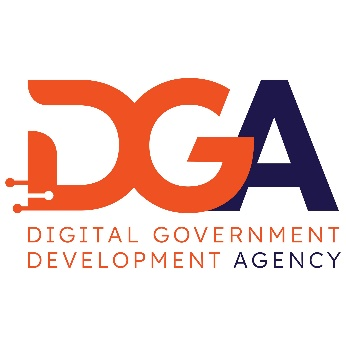 DGA
DIGITAL GOVERNMENT
DEVELOPMENT AGENCY